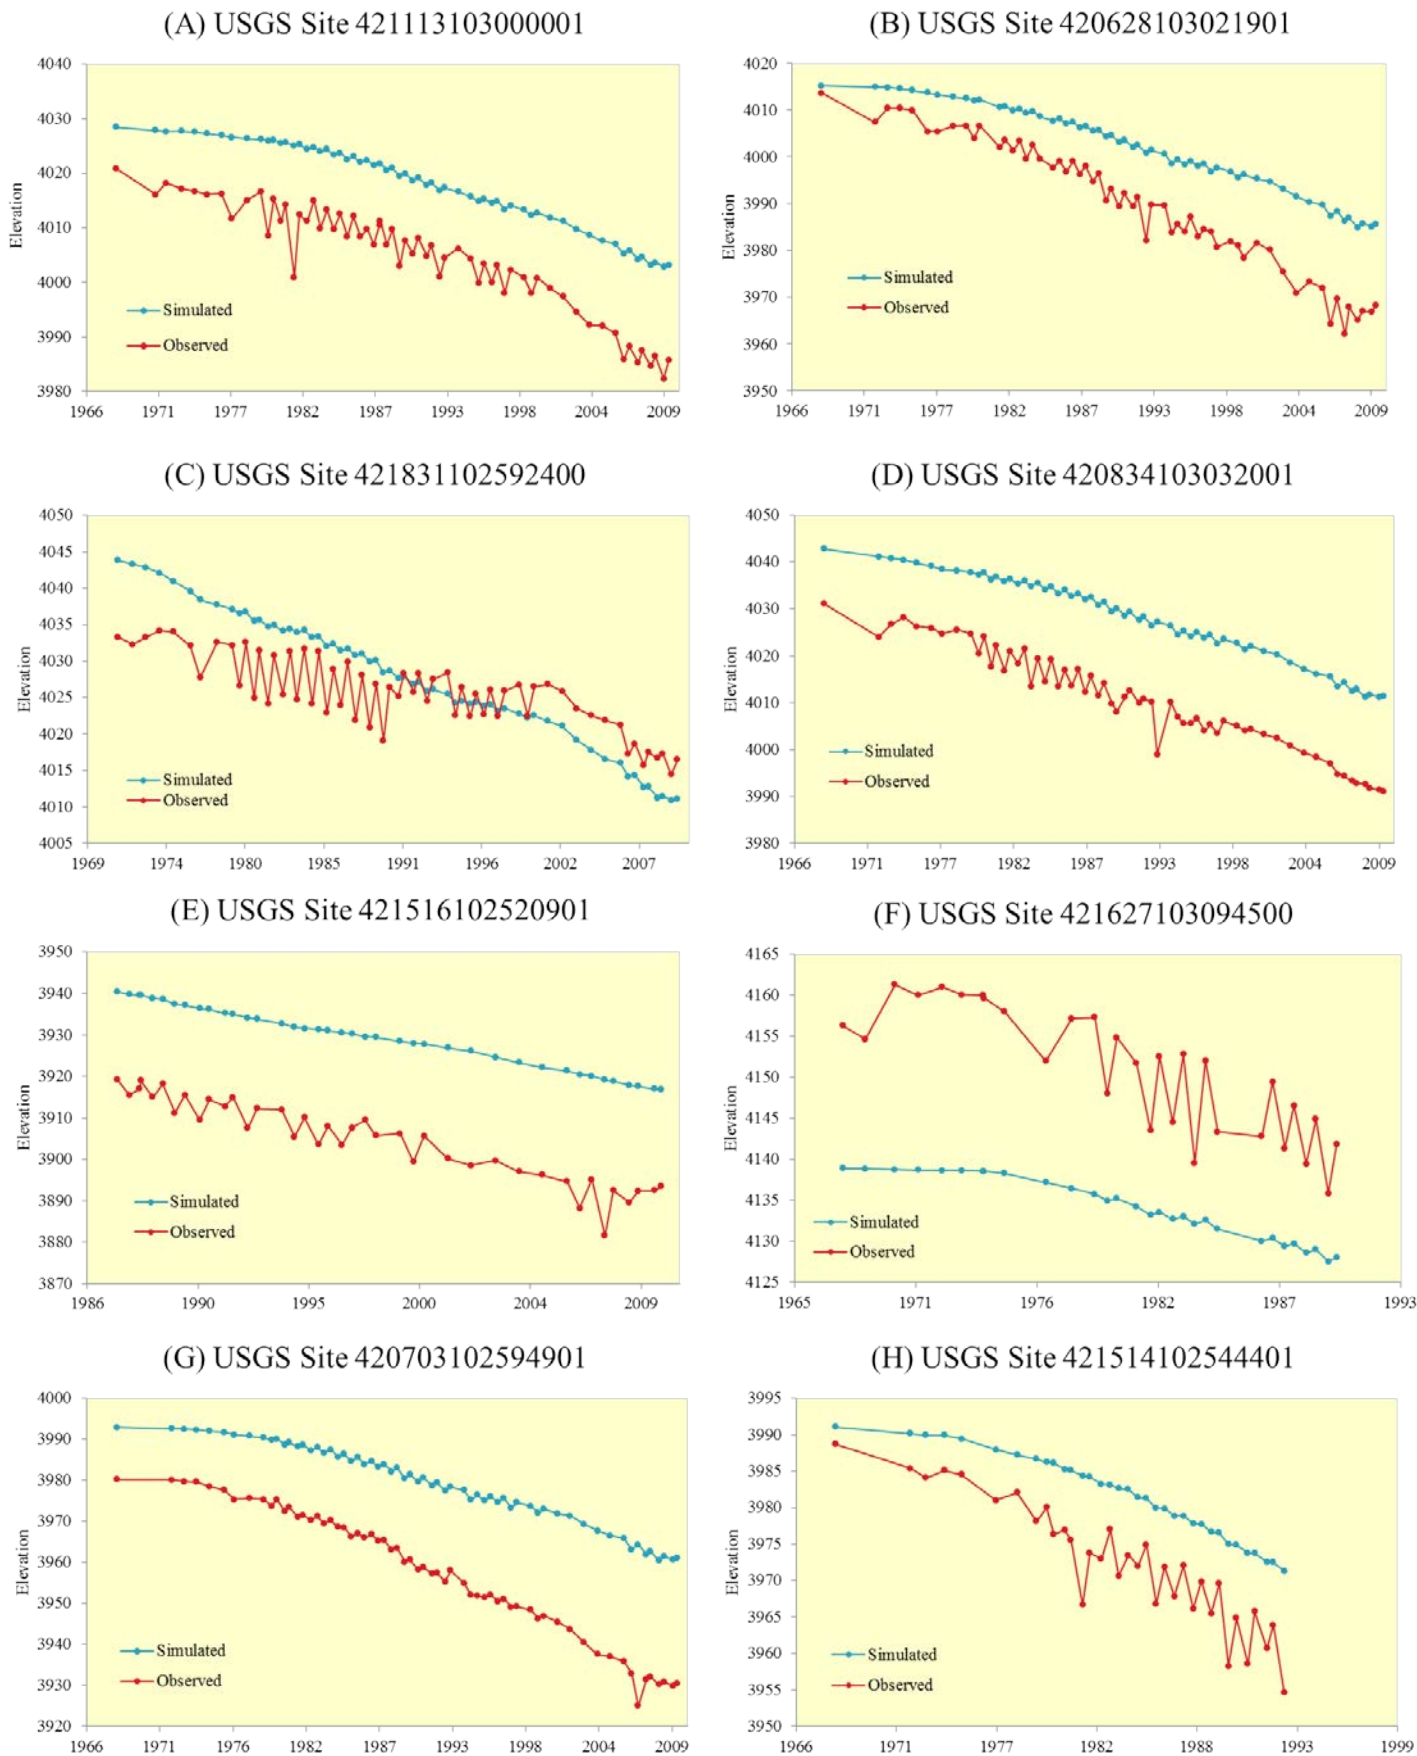 (A) USGS Site 421113103000001
(B) USGS Site 420628103021901
4040
4030
4020
4010
4000
3990
3980
Elevation
Simulated
Observed
1966 1971 1977 1982 1987 1993 1998 2004 2009
4020
4010
4000
3990
3980
3970
3960
3950
Elevation
Simulated
Observed
1966 1971 1977 1982 1987 1993 1998 2004 2009
(C) USGS Site 421831102592400
(D) USGS Site 420834103032001
4050
4045
4040
4035
4030
4025
4020
4015
4010
4005
Elevation
Simulated
Observed
1969 1974 1980 1985 1991 1996 2002 2007
4050
4040
4030
4020
4010
4000
3990
3980
Elevation
Simulated
Observed
1966 1971 1977 1982 1987 1993 1998 2004 2009
(E) USGS Site 421516102520901
(F) USGS Site 421627103094500
3950
3940
3930
3920
3910
3900
3890
3880
3870
Elevation
Simulated
Observed
1986 1990 1995 2000 2004 2009
4165
4160
4155
4150
4145
4140
4135
4130
4125
Elevation
Simulated
Observed
1965 1971 1976 1982 1987 1993
(G) USGS Site 420703102594901
(H) USGS Site 421514102544401
4000
3990
3980
3970
3960
3950
3940
3930
3920
Elevation
Simulated
Observed
1966 1971 1976 1982 1987 1993 1998 2004 2009
3995
3990
3985
3980
3975
3970
3965
3960
3955
3950
Elevation
Simulated
Observed
1966 1971 1977 1982 1988 1993 1999